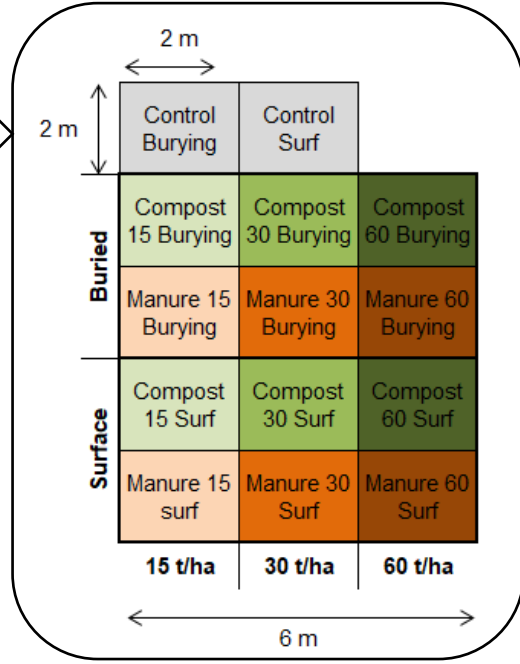 2 m
2 m
Control
Burying
Control
Surf
Buried
Compost
15 Burying
Compost
30 Burying
Compost
60 Burying
Manure 15
Burying
Manure 30
Burying
Manure 60
Burying
Surface
Compost
15 Surf
Compost
30 Surf
Compost
60 Surf
Manure 15
surf
Manure 30
Surf
Manure 60
Surf
15 t/ha
30 t/ha
60 t/ha
6 m